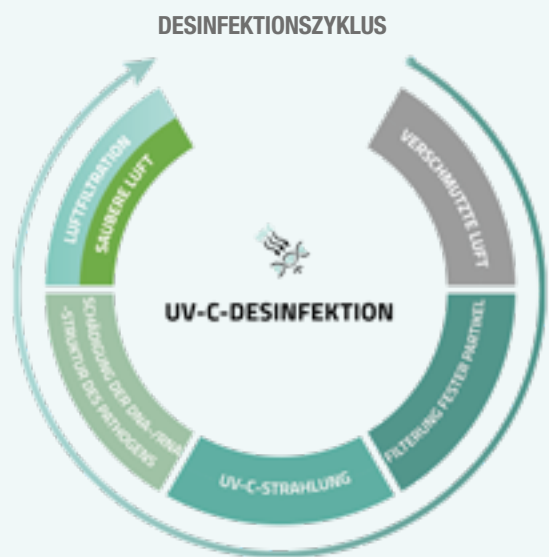 DESINFEKTIONSZYKLUS
VERSCHMUTZTE LUFT
FILTERUNG FESTER PARTIKEL
UV-C-STRAHLUNG
SCHÄDIGUNG DER DNA-/RNA
-STRUKTUR DES PATHOGENS
LUFTFILTRATION
SAUBERE LUFT
UV-C-DESINFEKTION